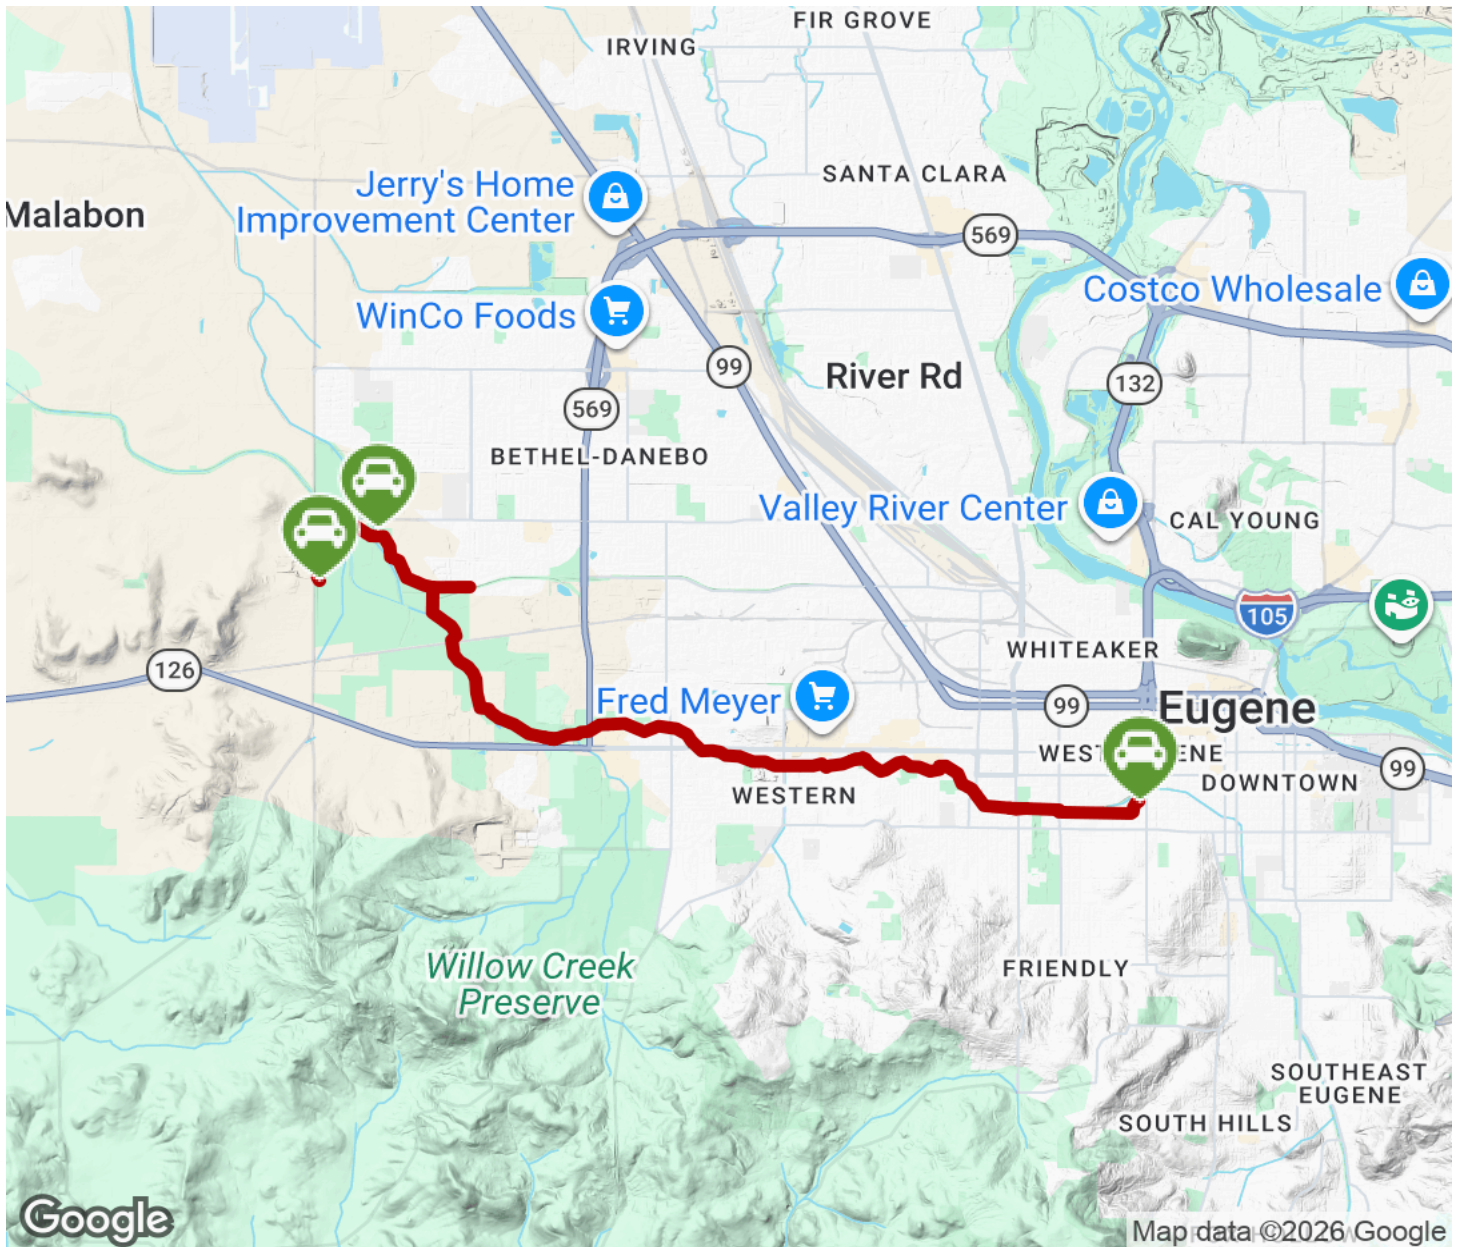 FIR GROVE
IRVING
SANTA CLARA
Jerry's Home
Improvement Center
Malabon
569
Costco Wholesale
WinCo Foods
99
River Rd
132
569
BETHEL-DANEBO
Valley River Center
CAL YOUNG
105
WHITEAKER
126
Fred Meyer
99
Eugene
WEST
ENE
DOWNTOWN
99
WESTERN
Willow Creek
Preserve
FRIENDLY
SOUTHEAST
EUGENE
SOUTH HILLS
Google
Map data ©2026 Google